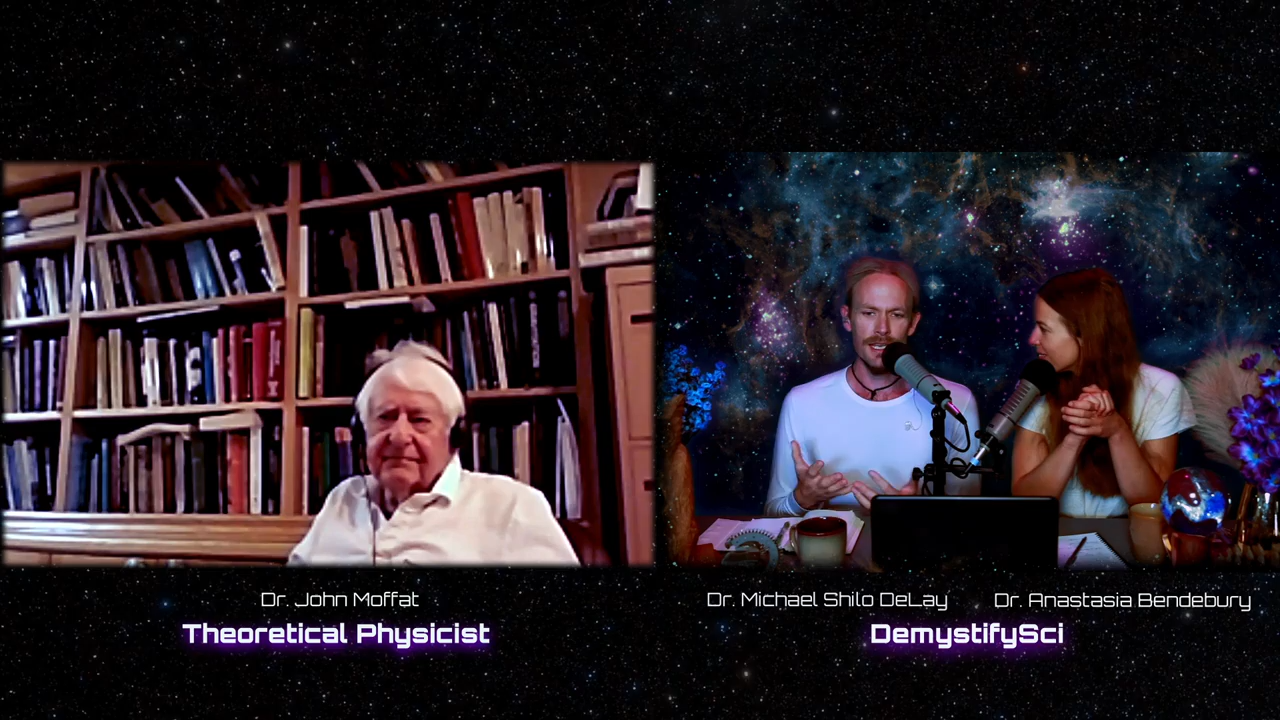 Dr. John Moffat
Theoretical Physicist
Dr. Michael Shilo DeLay
Dr. Anastasia Bendebury
DemystifySci